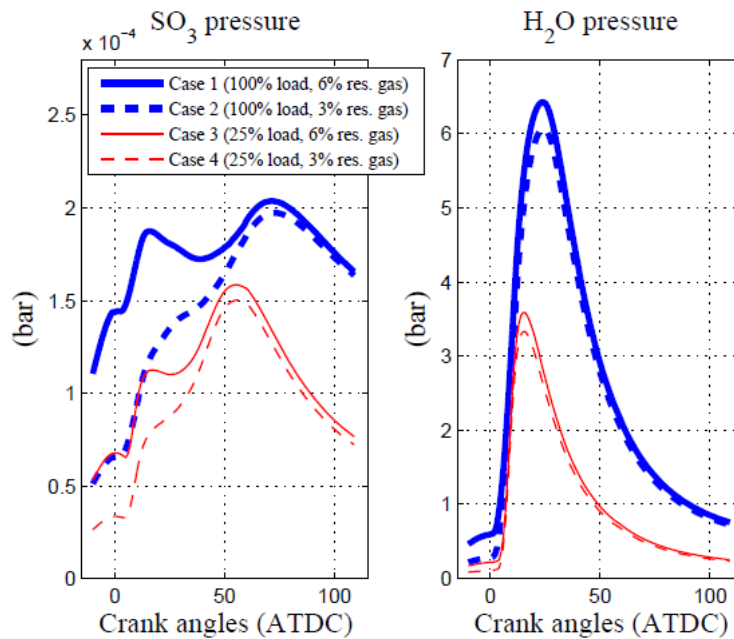 SO3 pressure
x 10-4
2.5
2
1.5
1
0.5
0
(bar)
Case 1 (100% load, 6% res. gas)
Case 2 (100% load, 3% res. gas)
Case 3 (25% load, 6% res. gas)
Case 4 (25% load, 3% res. gas)
0
50
100
Crank angles (ATDC)
H2O pressure
7
6
5
4
3
2
1
0
(bar)
0
50
100
Crank angles (ATDC)